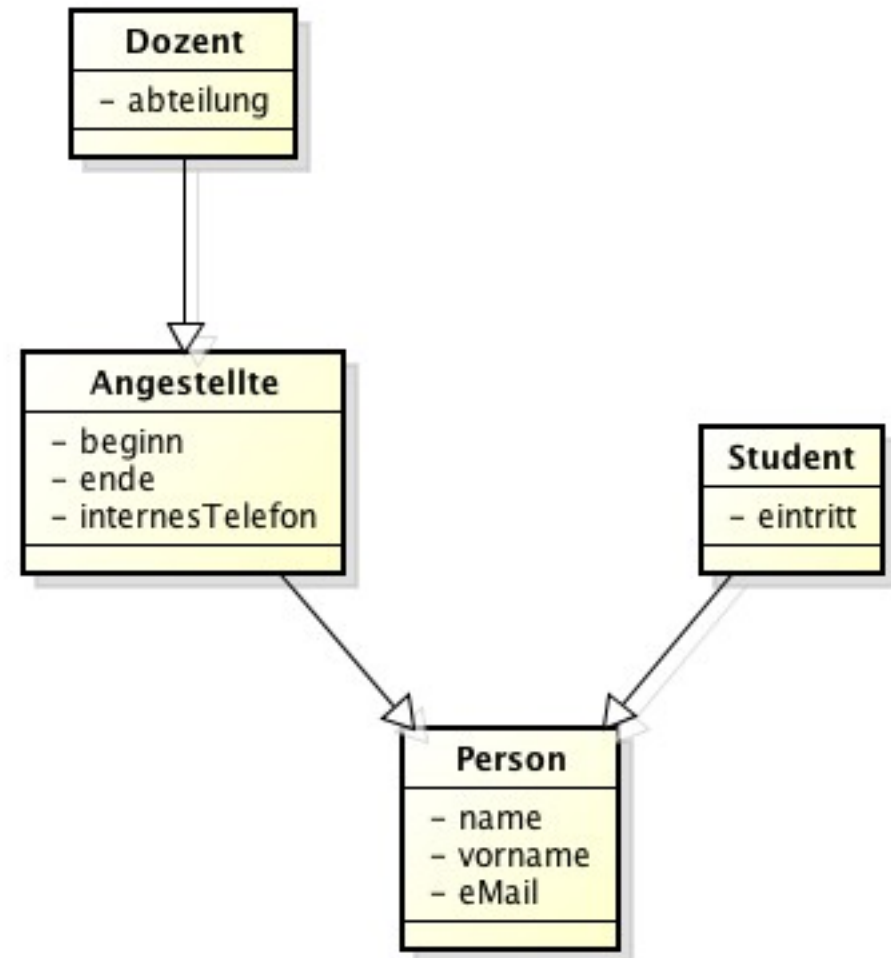 Dozent
- abteilung
Angestellte
- beginn
- ende
- internesTelefon
Student
- eintritt
Person
- name
- vorname
- eMail